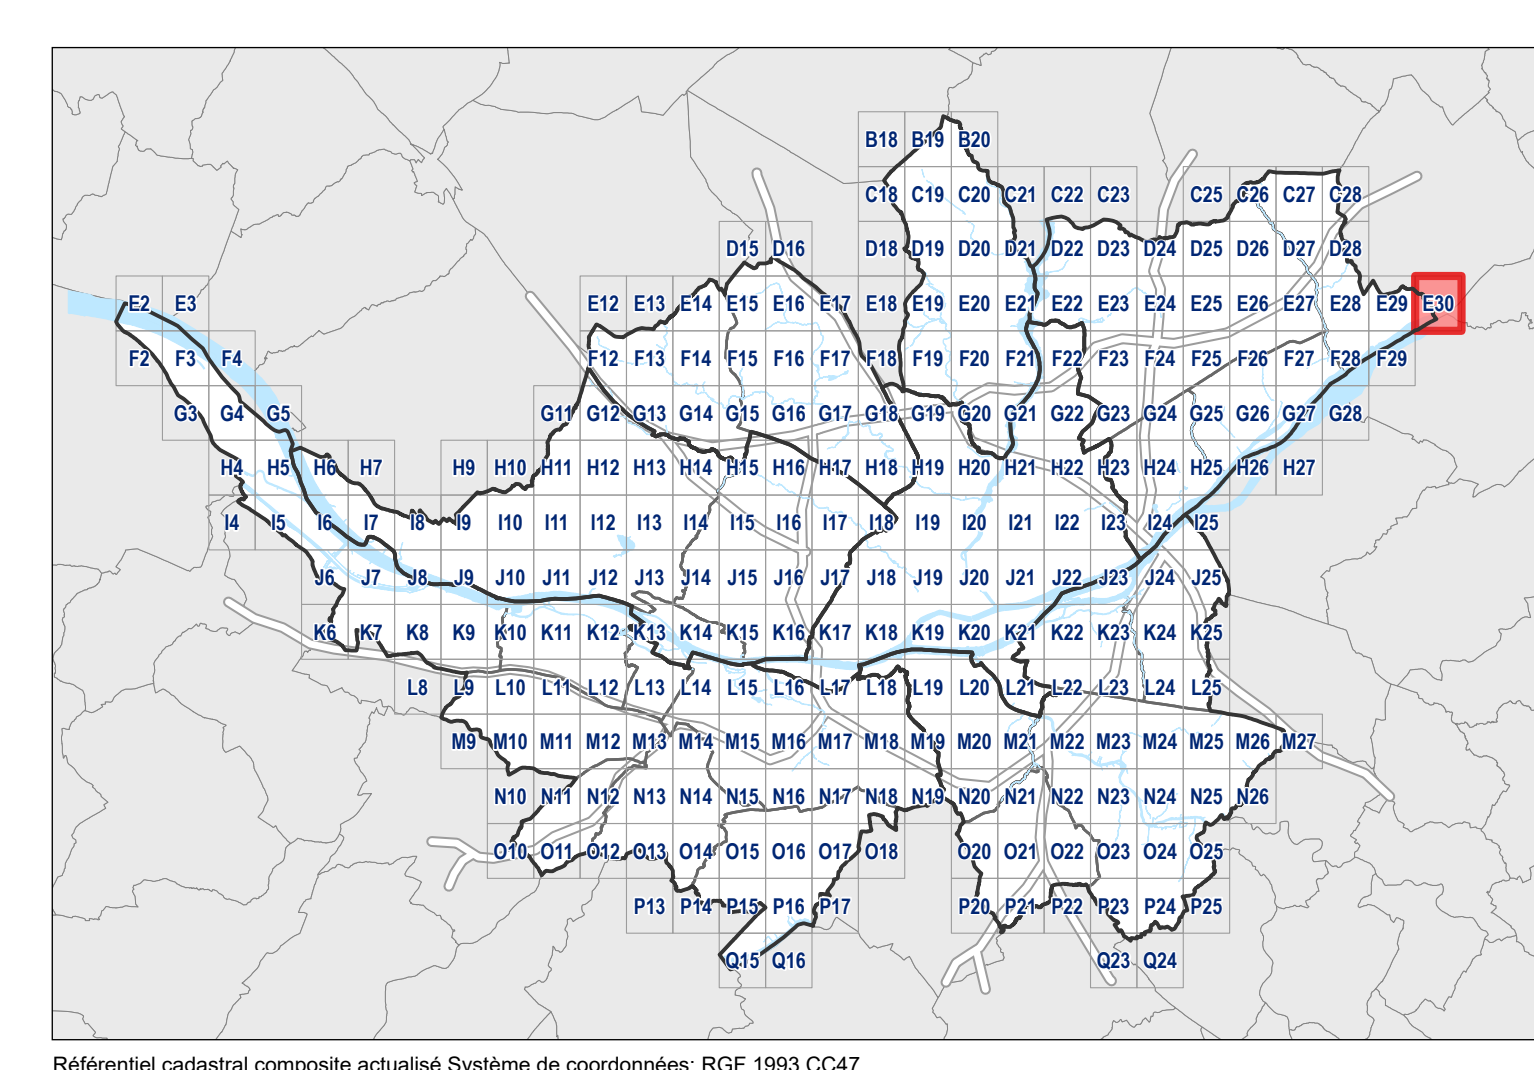 B18 B19 B20
C18 C19 C20 C21 C22 C23 C25 C26 C27 C28
D15 D16 D18 D19 D20 D21 D22 D23 D24 D25 D26 D27 D28
E2 E3 E12 E13 E14 E15 E16 E17 E18 E19 E20 E21 E22 E23 E24 E25 E26 E27 E28 E29 E30
F2 F3 F4 F12 F13 F14 F15 F16 F17 F18 F19 F20 F21 F22 F23 F24 F25 F26 F27 F28 F29
G3 G4 G5 G11 G12 G13 G14 G15 G16 G17 G18 G19 G20 G21 G22 G23 G24 G25 G26 G27 G28
H4 H5 H6 H7 H9 H10 H11 H12 H13 H14 H15 H16 H17 H18 H19 H20 H21 H22 H23 H24 H25 H26 H27
I4 I5 I6 I7 I8 I9 I10 I11 I12 I13 I14 I15 I16 I17 I18 I19 I20 I21 I22 I23 I24 I25
J6 J7 J8 J9 J10 J11 J12 J13 J14 J15 J16 J17 J18 J19 J20 J21 J22 J23 J24 J25
K6 K7 K8 K9 K10 K11 K12 K13 K14 K15 K16 K17 K18 K19 K20 K21 K22 K23 K24 K25
L8 L9 L10 L11 L12 L13 L14 L15 L16 L17 L18 L19 L20 L21 L22 L23 L24 L25
M9 M10 M11 M12 M13 M14 M15 M16 M17 M18 M19 M20 M21 M22 M23 M24 M25 M26 M27
N10 N11 N12 N13 N14 N15 N16 N17 N18 N19 N20 N21 N22 N23 N24 N25 N26
O10 O11 O12 O13 O14 O15 O16 O17 O18 O20 O21 O22 O23 O24 O25
P13 P14 P15 P16 P17 P20 P21 P22 P23 P24 P25
Q15 Q16 Q23 Q24
Référentiel cadastral composite actualisé Système de coordonnées: RGF 1993 CC47